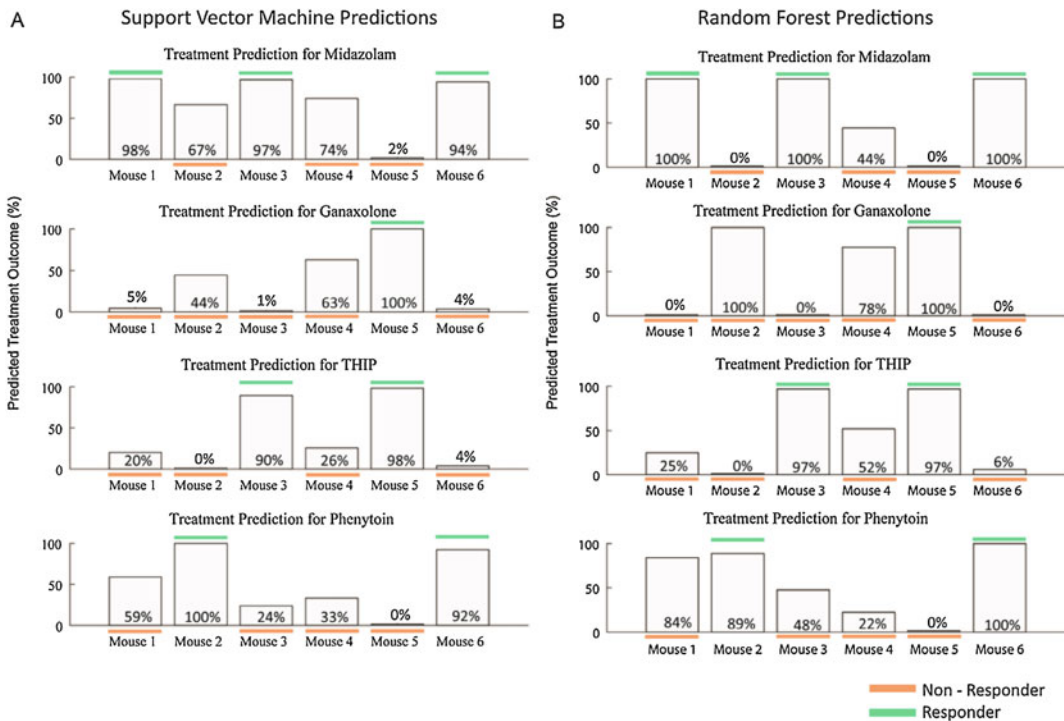 A
Support Vector Machine Predictions
Predicted Treatment Outcome (%)
Treatment Prediction for Midazolam
100
50
0
98%
67%
97%
74%
2%
94%
Mouse 1
Mouse 2
Mouse 3
Mouse 4
Mouse 5
Mouse 6
Treatment Prediction for Ganaxolone
100
50
0
5%
44%
1%
63%
100%
4%
Mouse 1
Mouse 2
Mouse 3
Mouse 4
Mouse 5
Mouse 6
Treatment Prediction for THIP
100
50
0
20%
0%
90%
26%
98%
4%
Mouse 1
Mouse 2
Mouse 3
Mouse 4
Mouse 5
Mouse 6
Treatment Prediction for Phenytoin
100
50
0
59%
100%
24%
33%
0%
92%
Mouse 1
Mouse 2
Mouse 3
Mouse 4
Mouse 5
Mouse 6
B
Random Forest Predictions
Predicted Treatment Outcome (%)
Treatment Prediction for Midazolam
100
50
0
100%
0%
100%
44%
0%
100%
Mouse 1
Mouse 2
Mouse 3
Mouse 4
Mouse 5
Mouse 6
Treatment Prediction for Ganaxolone
100
50
0
0%
100%
0%
78%
100%
0%
Mouse 1
Mouse 2
Mouse 3
Mouse 4
Mouse 5
Mouse 6
Treatment Prediction for THIP
100
50
0
25%
0%
97%
52%
97%
6%
Mouse 1
Mouse 2
Mouse 3
Mouse 4
Mouse 5
Mouse 6
Treatment Prediction for Phenytoin
100
50
0
84%
89%
48%
22%
0%
100%
Mouse 1
Mouse 2
Mouse 3
Mouse 4
Mouse 5
Mouse 6
Non - Responder
Responder